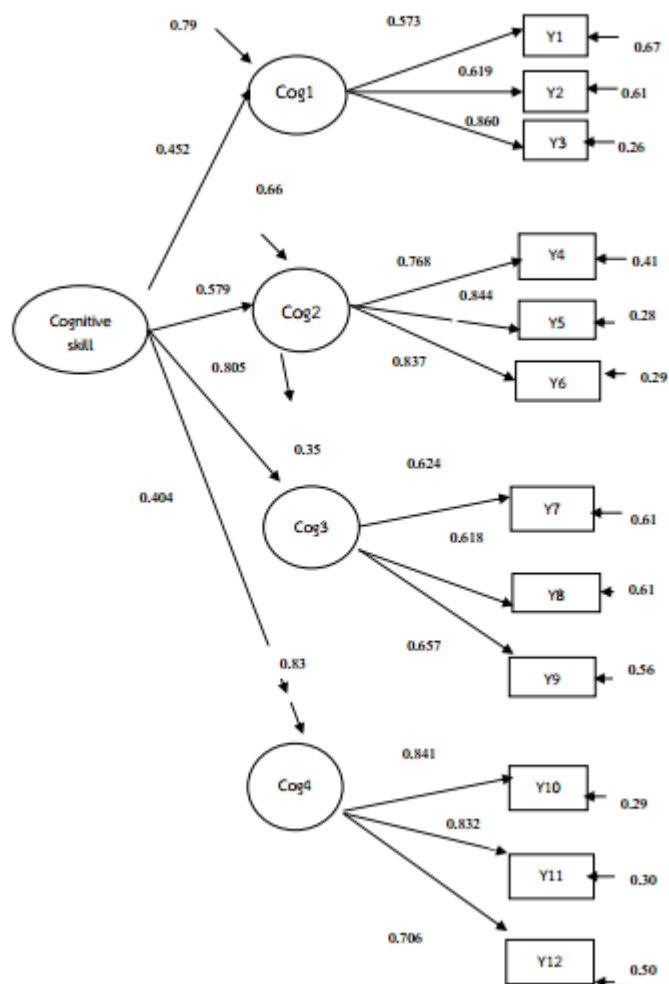 0.79
0.573
Y1
0.67
Cog1
0.619
Y2
0.61
0.860
Y3
0.26
0.452
0.66
0.768
Y4
0.41
0.579
Cog2
0.844
Y5
0.28
Cognitive
skill
0.805
0.837
Y6
0.29
0.35
0.624
0.404
Y7
0.61
Cog3
0.618
Y8
0.61
0.657
0.83
Y9
0.56
0.841
Cog4
Y10
0.29
0.832
Y11
0.30
0.706
Y12
0.50